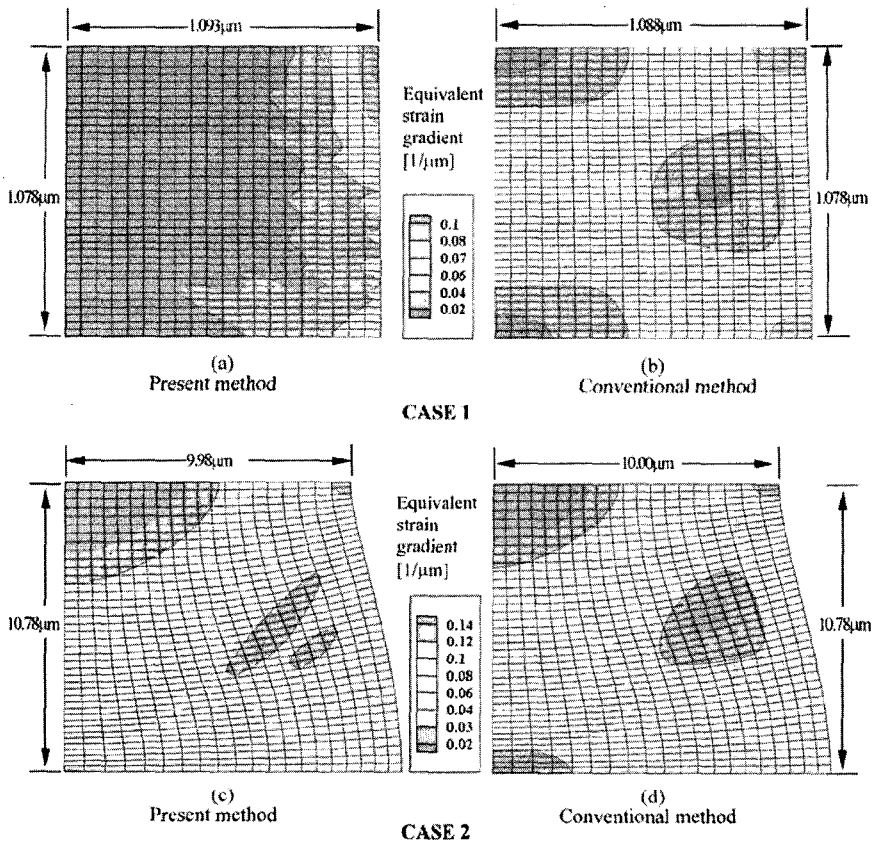 1.093μm
1.088μm
1.078μm
Equivalent
strain
gradient
[1/μm]
0.1
0.08
0.07
0.06
0.04
0.02
1.078μm
(a)
Present method
(b)
Conventional method
CASE 1
9.98μm
10.00μm
10.78μm
Equivalent
strain
gradient
[1/μm]
0.14
0.12
0.1
0.08
0.06
0.04
0.03
0.02
10.78μm
(c)
Present method
(d)
Conventional method
CASE 2